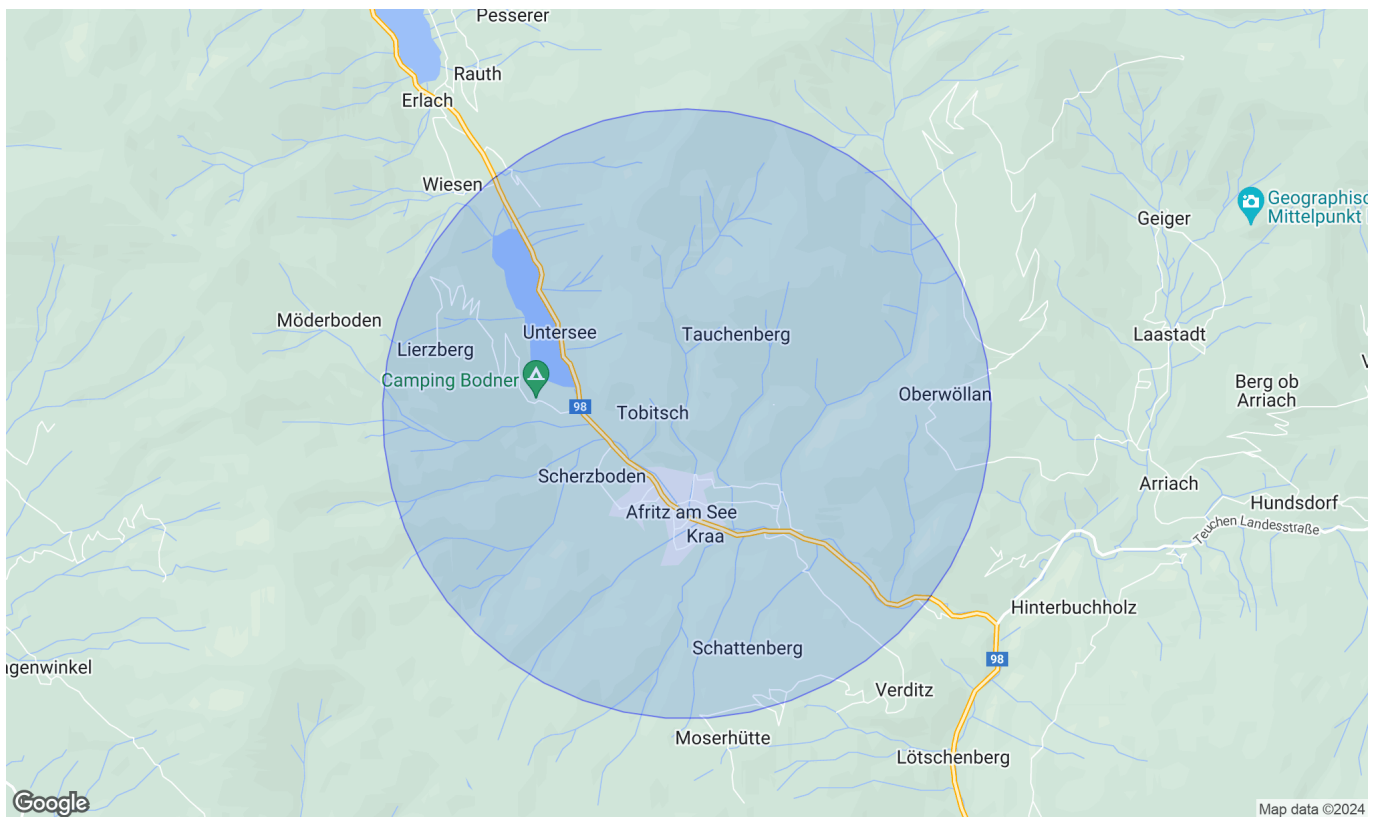 Pesserer
Rauth
Erlach
Wiesen
Geographisc
Mittelpunkt
Geiger
Möderboden
Untersee
Tauchenberg
Laastadt
Lierzberg
Camping Bodner
Berg ob
Arriach
Oberwöllan
98
Tobitsch
Scherzboden
Arriach
Hundsdorf
Afritz am See
Teuchen Landesstraße
Kraa
Hinterbuchholz
Schattenberg
98
agenwinkel
Verditz
Moserhütte
Lötschenberg
Google
Map data ©2024